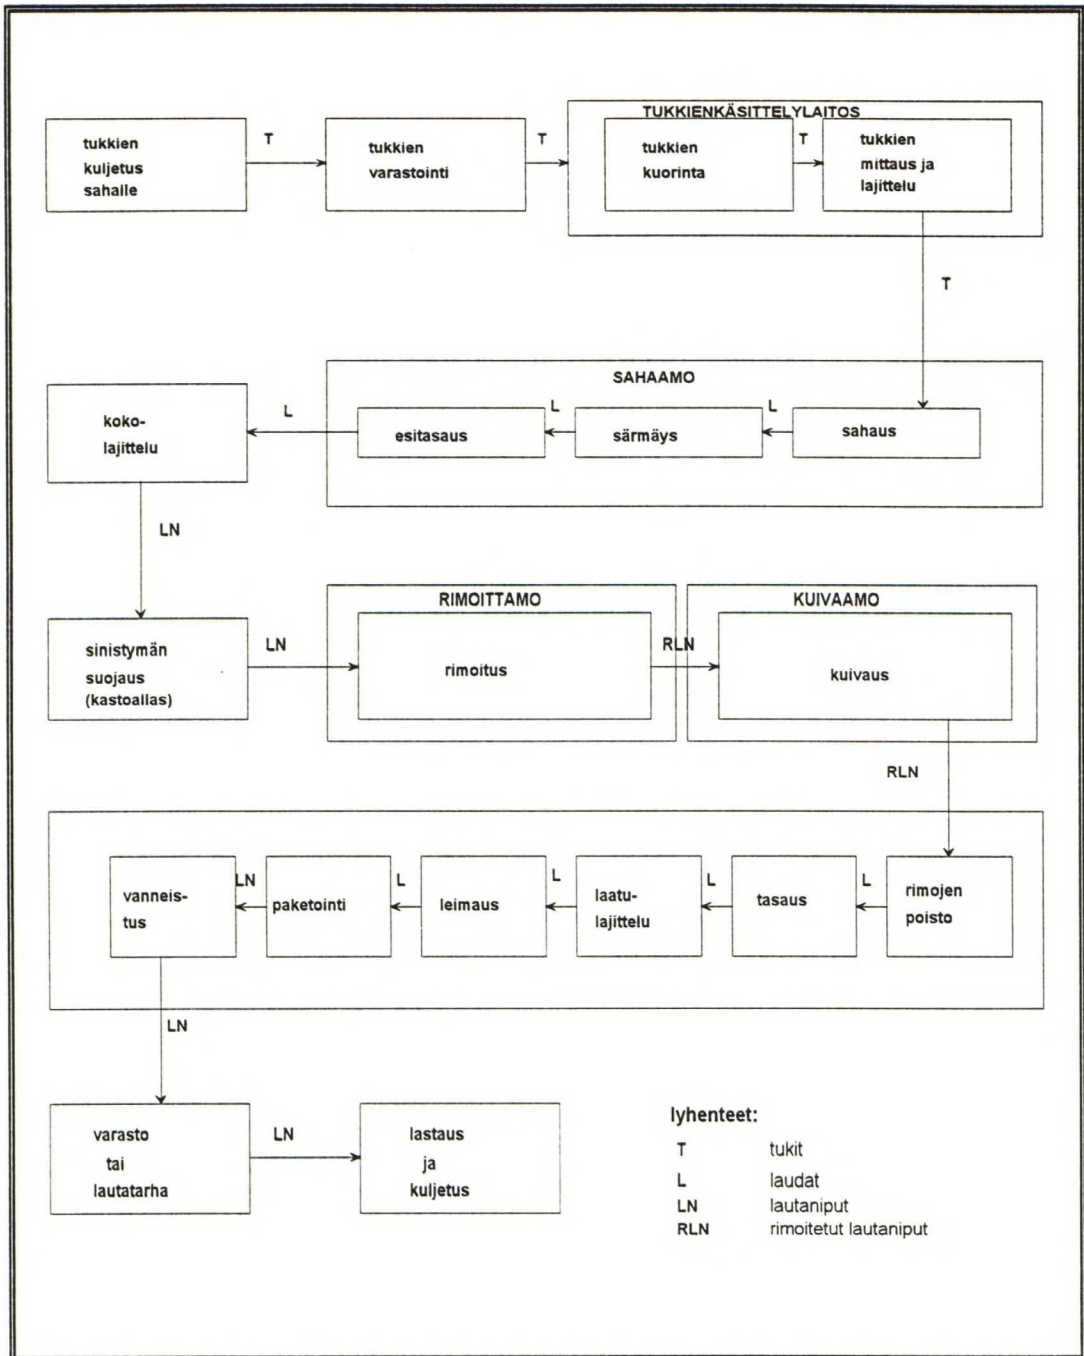 TUKKIENKÄSITTELYLAITOS
tukkien
kuljetus
sahalle
T
tukkien
varastointi
T
tukkien
kuorinta
T
tukkien
mittaus ja
lajittelu
T
SAHAAMO
sahaus
L
särmäys
L
esitasaus
L
koko-
lajittelu
LN
sinistymän
suojaus
(kastoallas)
LN
RIMOITTAMO
rimoitus
RLN
KUIVAAMO
kuivaus
RLN
rimojen
poisto
L
tasaus
L
laatu-
lajittelu
L
leimaus
L
paketointi
LN
vanneis-
tus
LN
varasto
tai
lautatarha
LN
lastaus
ja
kuljetus
lyhenteet:
T tukit
L laudat
LN lautaniput
RLN rimoitetut lautaniput